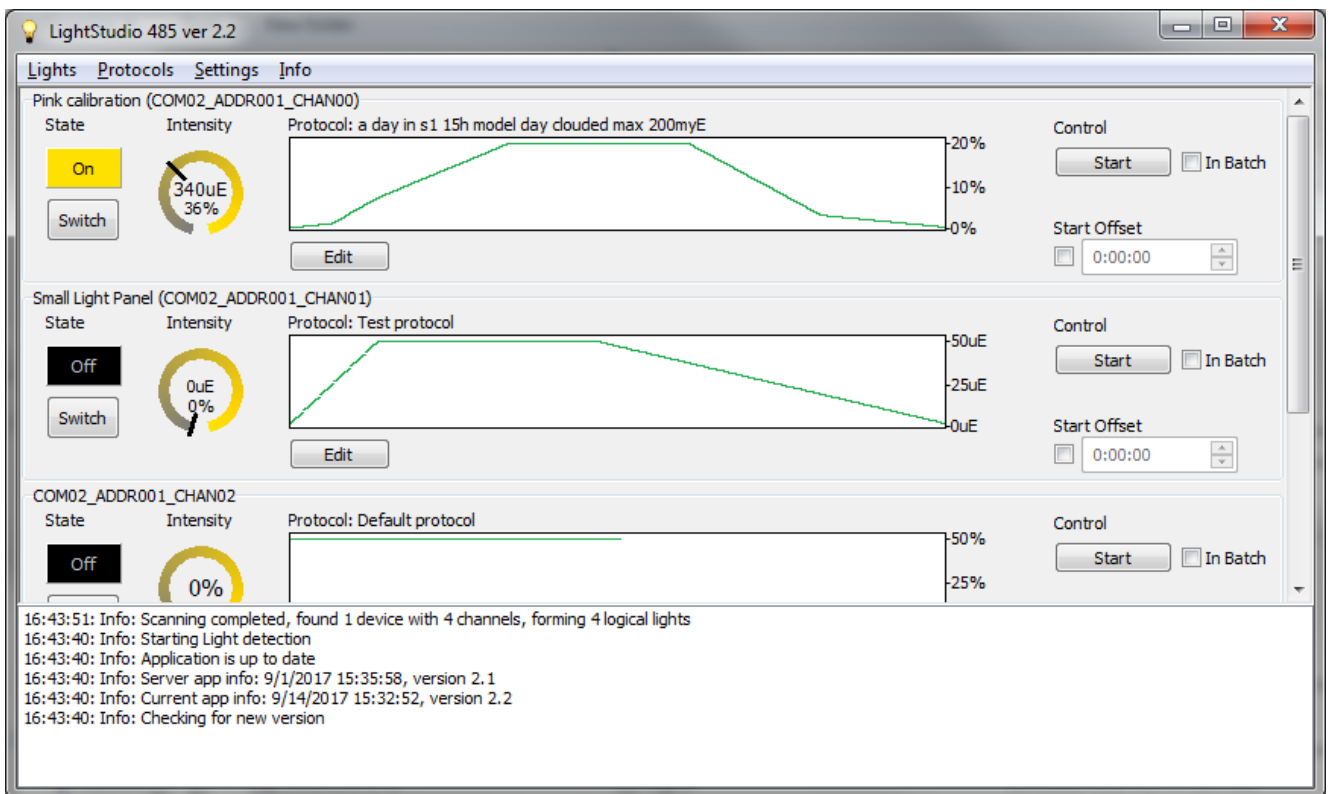 LightStudio 485 ver 2.2
Lights Protocols Settings Info
Pink calibration (COM02_ADDR001_CHAN00)
State Intensity Protocol: a day in s1 15h model day clouded max 200myE Control
On 340uE 36% 20% 10% 0% Start In Batch
Switch Start Offset
Edit 0:00:00
Small Light Panel (COM02_ADDR001_CHAN01)
State Intensity Protocol: Test protocol Control
Off 0uE 0% 50uE 25uE 0uE Start In Batch
Switch Start Offset
Edit 0:00:00
COM02_ADDR001_CHAN02
State Intensity Protocol: Default protocol Control
Off 0% 50% 25% Start In Batch
16:43:51: Info: Scanning completed, found 1 device with 4 channels, forming 4 logical lights
16:43:40: Info: Starting Light detection
16:43:40: Info: Application is up to date
16:43:40: Info: Server app info: 9/1/2017 15:35:58, version 2.1
16:43:40: Info: Current app info: 9/14/2017 15:32:52, version 2.2
16:43:40: Info: Checking for new version